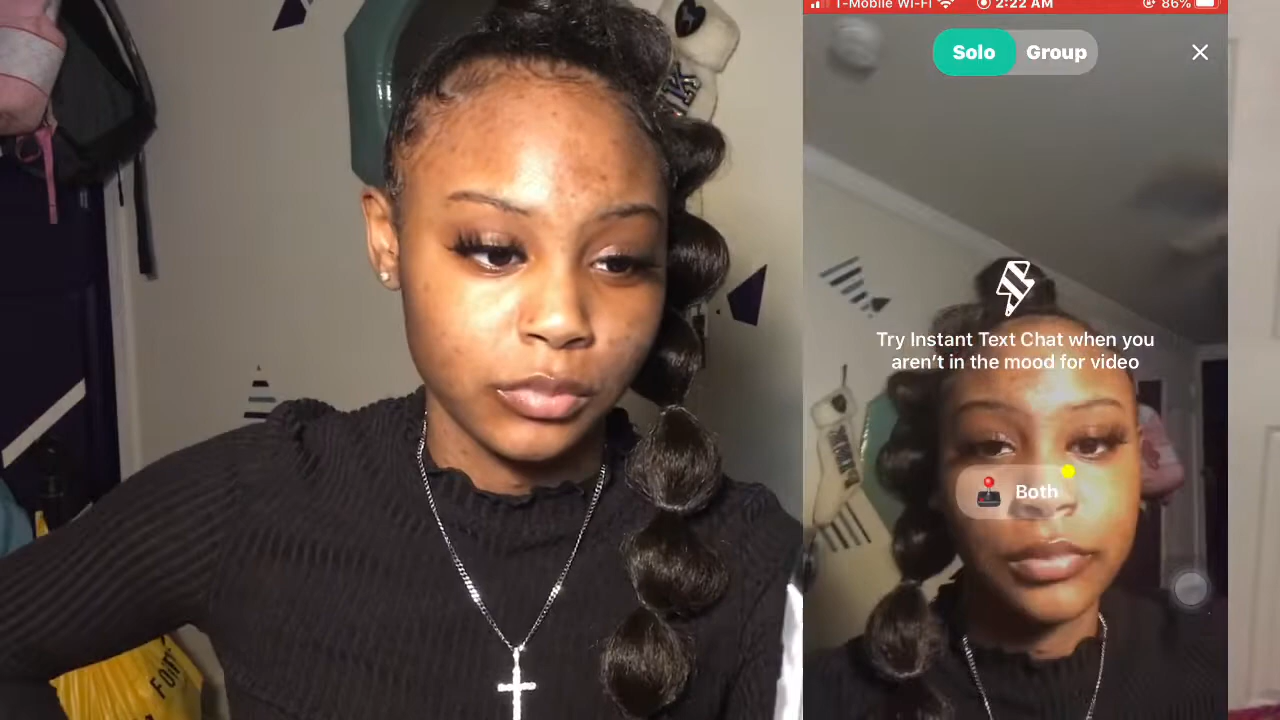 T-Mobile Wi-Fi 2:22 AM 86%
Solo Group
Try Instant Text Chat when you
aren't in the mood for video
Both